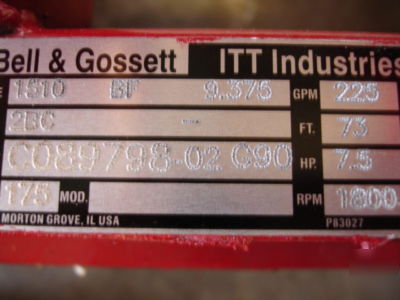 Bell & Gossett ITT Industries
1510 BF 9.375 GPM 225
2BC - FT. 73
C089798-02 G90 HP. 7.5
175 MOD. RPM 1800
MORTON GROVE, IL USA P83027